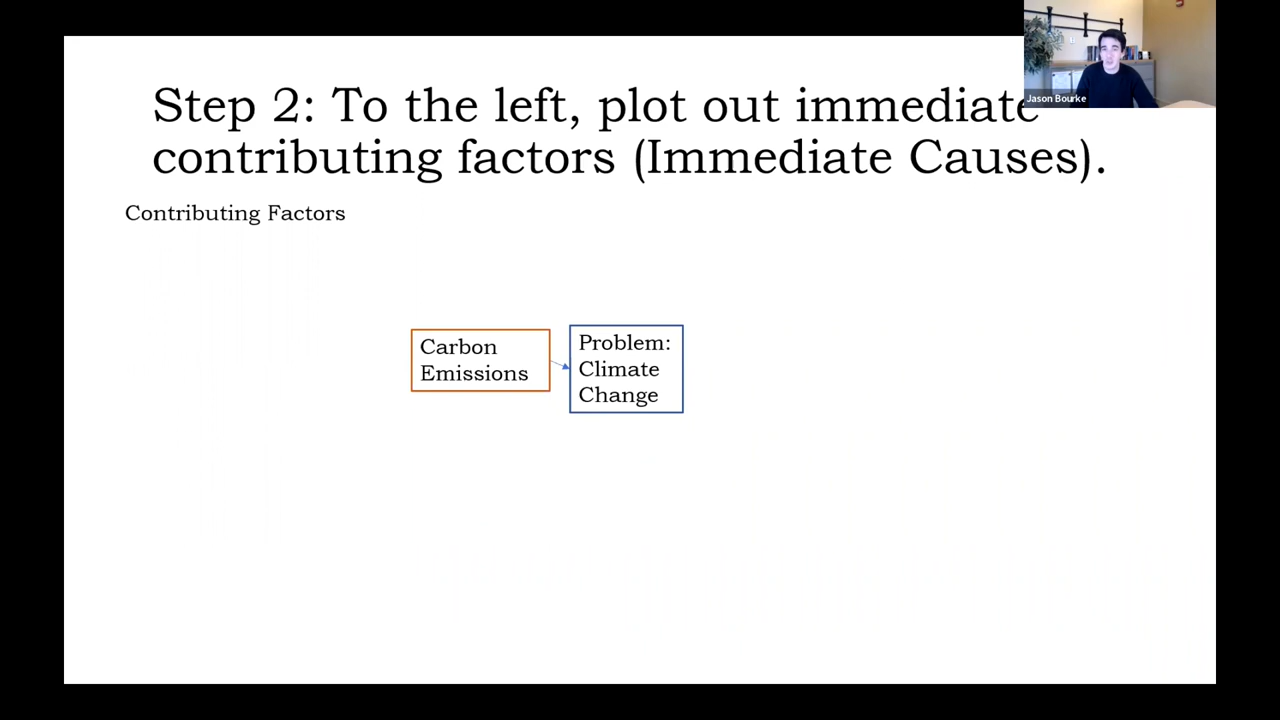 Step 2: To the left, plot out immediate
contributing factors (Immediate Causes).
Jason Bourke
Contributing Factors
Carbon
Emissions
Problem:
Climate
Change